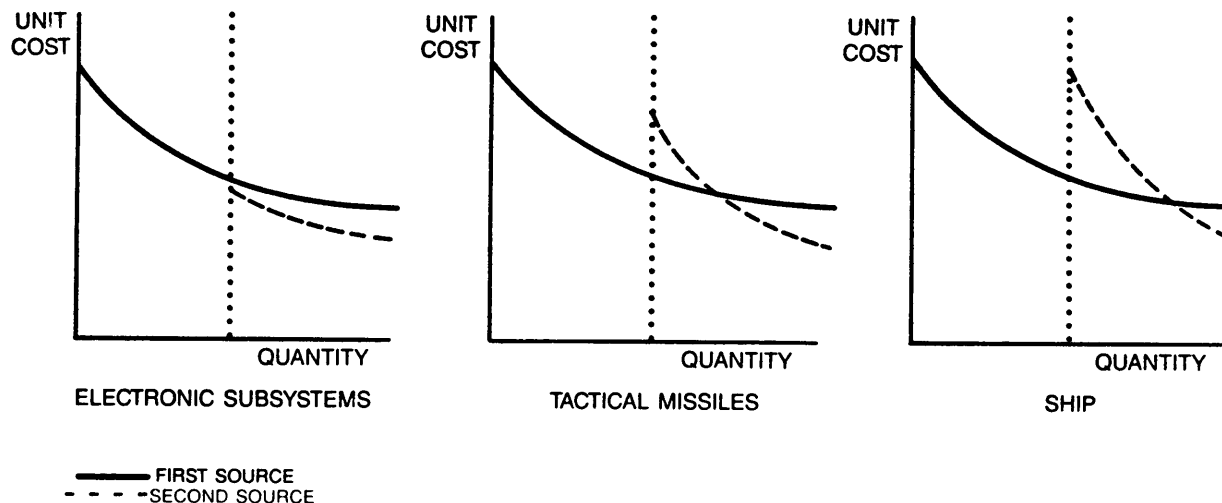 UNIT
COST
QUANTITY
ELECTRONIC SUBSYSTEMS
UNIT
COST
QUANTITY
TACTICAL MISSILES
UNIT
COST
QUANTITY
SHIP
FIRST SOURCE
SECOND SOURCE